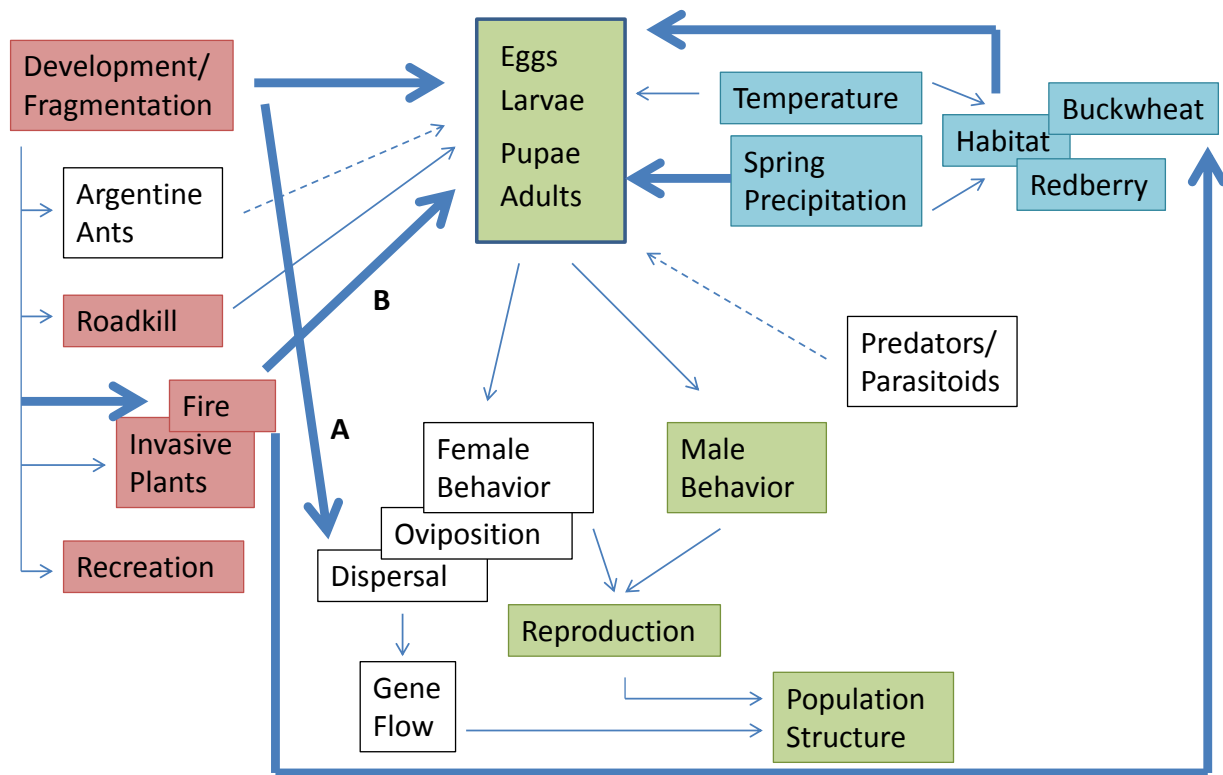 Development/
Fragmentation
Argentine
Ants
Roadkill
Fire
Invasive
Plants
Recreation
Eggs
Larvae
Pupae
Adults
Temperature
Spring
Precipitation
Habitat
Buckwheat
Redberry
Predators/
Parasitoids
B
A
Female
Behavior
Oviposition
Dispersal
Male
Behavior
Reproduction
Gene
Flow
Population
Structure